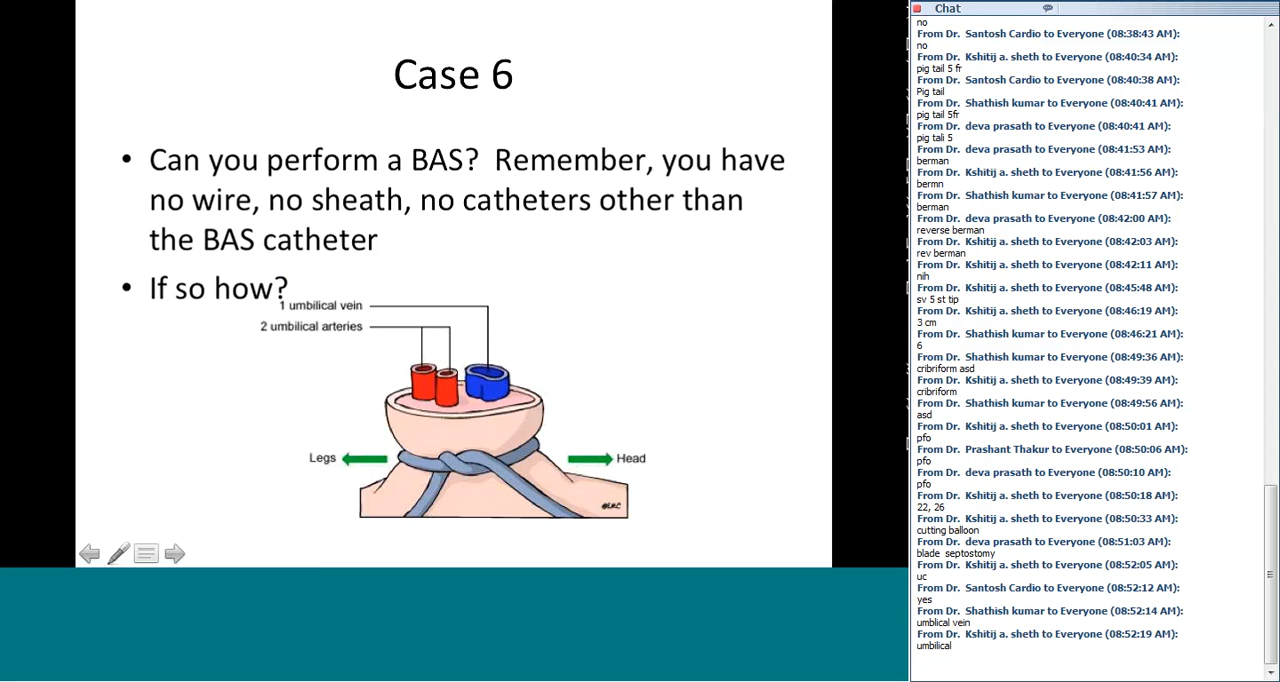 Case 6
• Can you perform a BAS?  Remember, you have
no wire, no sheath, no catheters other than
the BAS catheter
• If so how?
1 umbilical vein
2 umbilical arteries
Legs
Head
Chat
no
From Dr.  Santosh Cardio to Everyone (08:38:43 AM):
no
From Dr.  Kshitij a. sheth to Everyone (08:40:34 AM):
pig tail 5 fr
From Dr.  Santosh Cardio to Everyone (08:40:38 AM):
Pig tail
From Dr.  Shathish kumar to Everyone (08:40:41 AM):
pig tail 5fr
From Dr.  deva prasath to Everyone (08:40:41 AM):
pig tali 5
From Dr.  deva prasath to Everyone (08:41:53 AM):
berman
From Dr.  Kshitij a. sheth to Everyone (08:41:56 AM):
bermn
From Dr.  Shathish kumar to Everyone (08:41:57 AM):
berman
From Dr.  deva prasath to Everyone (08:42:00 AM):
reverse berman
From Dr.  Kshitij a. sheth to Everyone (08:42:03 AM):
rev berman
From Dr.  Kshitij a. sheth to Everyone (08:42:11 AM):
nih
From Dr.  Kshitij a. sheth to Everyone (08:45:48 AM):
sv 5 st tip
From Dr.  Kshitij a. sheth to Everyone (08:46:19 AM):
3 cm
From Dr.  Shathish kumar to Everyone (08:46:21 AM):
6
From Dr.  Shathish kumar to Everyone (08:49:36 AM):
cribriform asd
From Dr.  Kshitij a. sheth to Everyone (08:49:39 AM):
cribriform
From Dr.  Shathish kumar to Everyone (08:49:56 AM):
asd
From Dr.  Kshitij a. sheth to Everyone (08:50:01 AM):
pfo
From Dr.  Prashant Thakur to Everyone (08:50:06 AM):
pfo
From Dr.  deva prasath to Everyone (08:50:10 AM):
pfo
From Dr.  Kshitij a. sheth to Everyone (08:50:18 AM):
22, 26
From Dr.  Kshitij a. sheth to Everyone (08:50:33 AM):
cutting balloon
From Dr.  deva prasath to Everyone (08:51:03 AM):
blade  septostomy
From Dr.  Kshitij a. sheth to Everyone (08:52:05 AM):
uc
From Dr.  Santosh Cardio to Everyone (08:52:12 AM):
yes
From Dr.  Shathish kumar to Everyone (08:52:14 AM):
umblical vein
From Dr.  Kshitij a. sheth to Everyone (08:52:19 AM):
umbilical